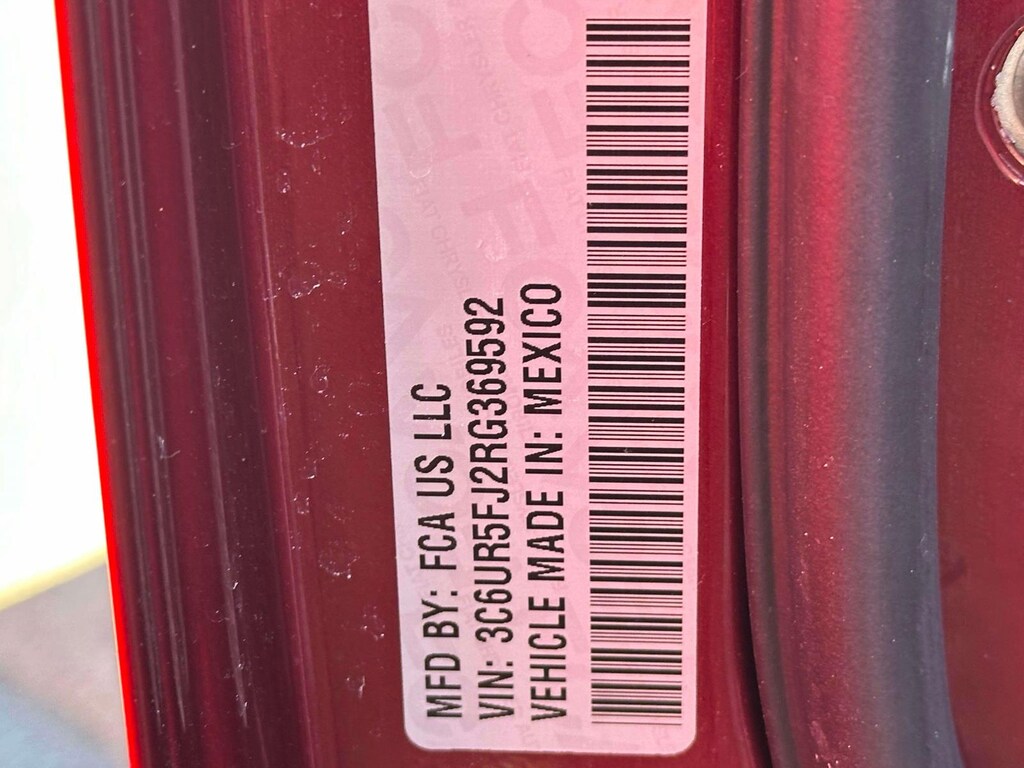 MFD BY: FCA US LLC
VIN: 3C6UR5FJ2RG369592
VEHICLE MADE IN: MEXICO